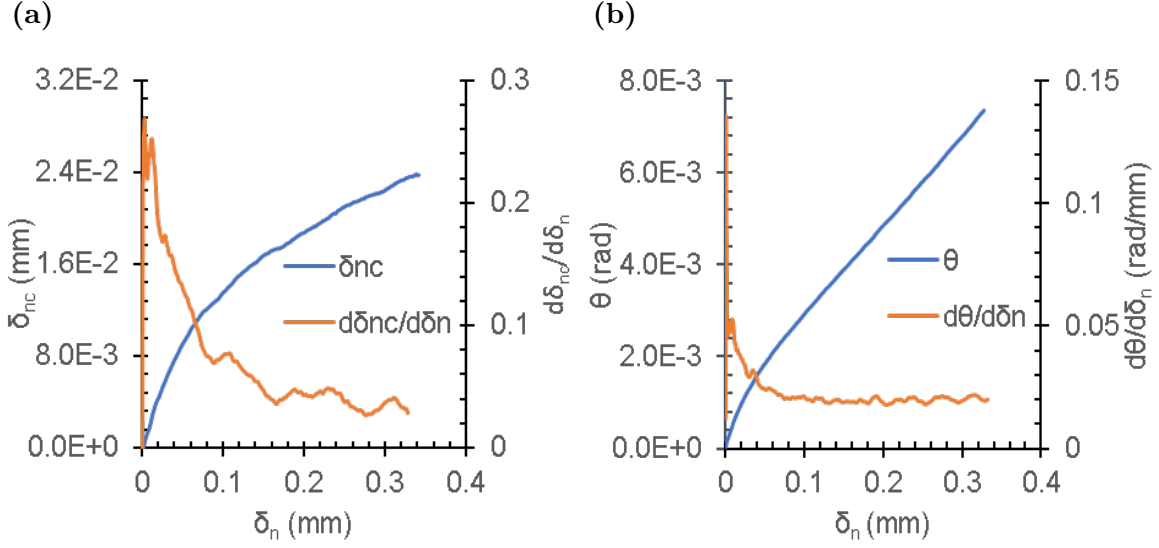 (a)
(b)
3.2E-2
2.4E-2
1.6E-2
8.0E-3
0.0E+0
δnc (mm)
0.3
0.2
0.1
0
dδnc/dδn
δnc
dδnc/dδn
0 0.1 0.2 0.3 0.4
δn (mm)
8.0E-3
6.0E-3
4.0E-3
2.0E-3
0.0E+0
θ (rad)
0.15
0.1
0.05
0
dθ/dδn (rad/mm)
θ
dθ/dδn
0 0.1 0.2 0.3 0.4
δn (mm)